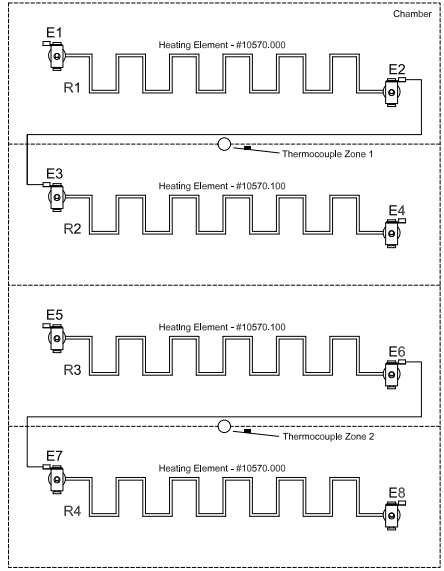 Chamber
E1
Heating Element - #10570.000
E2
R1
Thermocouple Zone 1
E3
Heating Element - #10570.100
E4
R2
E5
Heating Element - #10570.100
E6
R3
Thermocouple Zone 2
E7
Heating Element - #10570.000
E8
R4